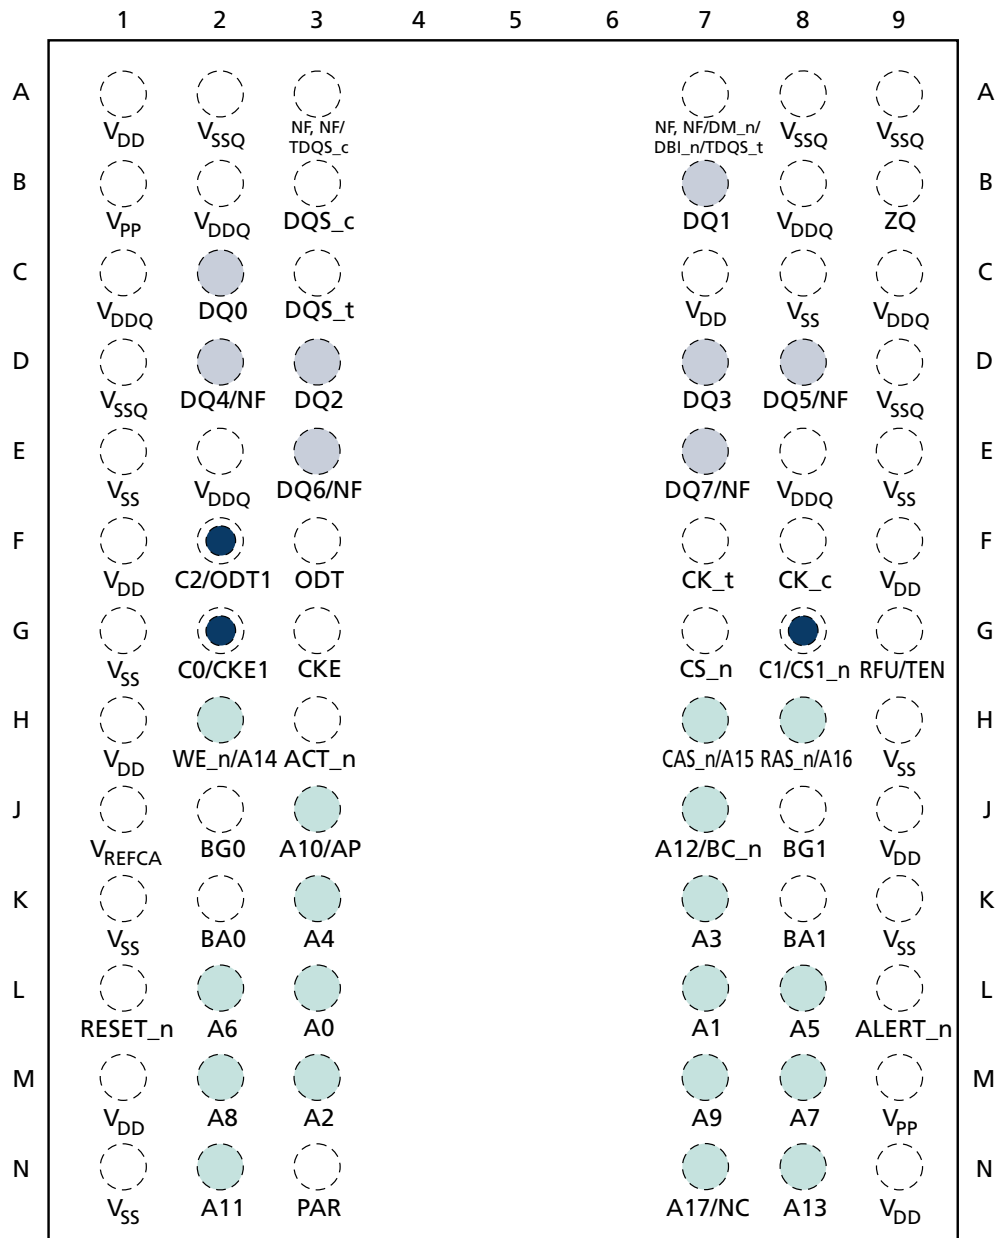 1 2 3 4 5 6 7 8 9
A A
VDD VSSQ NF, NF/ NF, NF/DM_n/ VSSQ VSSQ
TDQS_c DBI_n/TDQS_t
B B
VPP VDDQ DQS_c DQ1 VDDQ ZQ
C C
VDDQ DQ0 DQS_t VDD VSS VDDQ
D D
VSSQ DQ4/NF DQ2 DQ3 DQ5/NF VSSQ
E E
VSS VDDQ DQ6/NF DQ7/NF VDDQ VSS
F F
VDD C2/ODT1 ODT CK_t CK_c VDD
G G
VSS C0/CKE1 CKE CS_n C1/CS1_n RFU/TEN
H H
VDD WE_n/A14 ACT_n CAS_n/A15 RAS_n/A16 VSS
J J
VREFCA BG0 A10/AP A12/BC_n BG1 VDD
K K
VSS BA0 A4 A3 BA1 VSS
L L
RESET_n A6 A0 A1 A5 ALERT_n
M M
VDD A8 A2 A9 A7 VPP
N N
VSS A11 PAR A17/NC A13 VDD